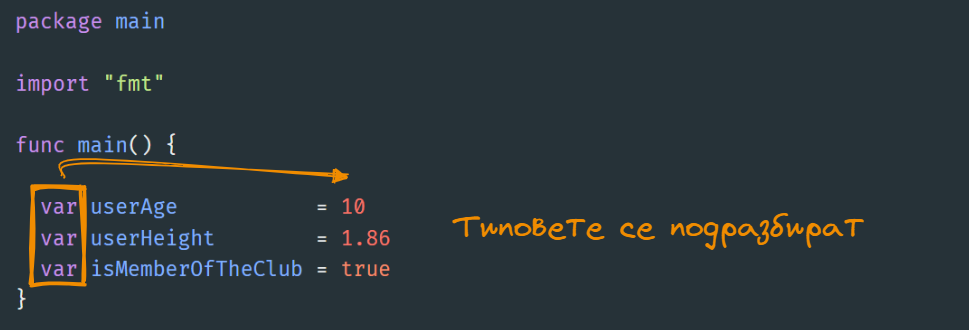 package main
import "fmt"
func main() {
var userAge = 10
var userHeight = 1.86
var isMemberOfTheClub = true
}
Типовете се подразбират